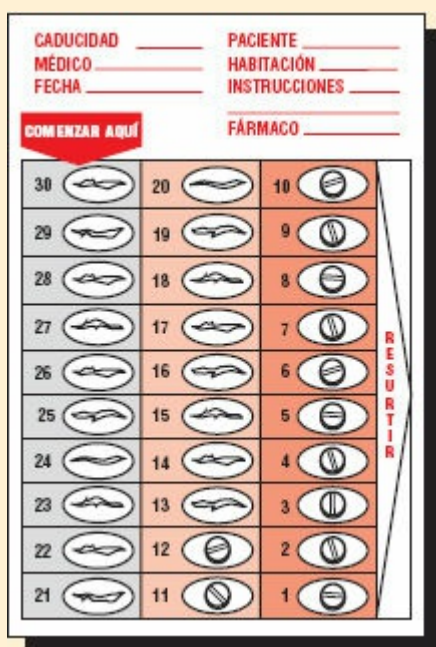 CADUCIDAD
MÉDICO
FECHA
PACIENTE
HABITACIÓN
INSTRUCCIONES
FÁRMACO
COMENZAR AQUÍ
30 20 10
29 19 9
28 18 8
27 17 7
26 16 6
25 15 5
24 14 4
23 13 3
22 12 2
21 11 1
RESURTIR